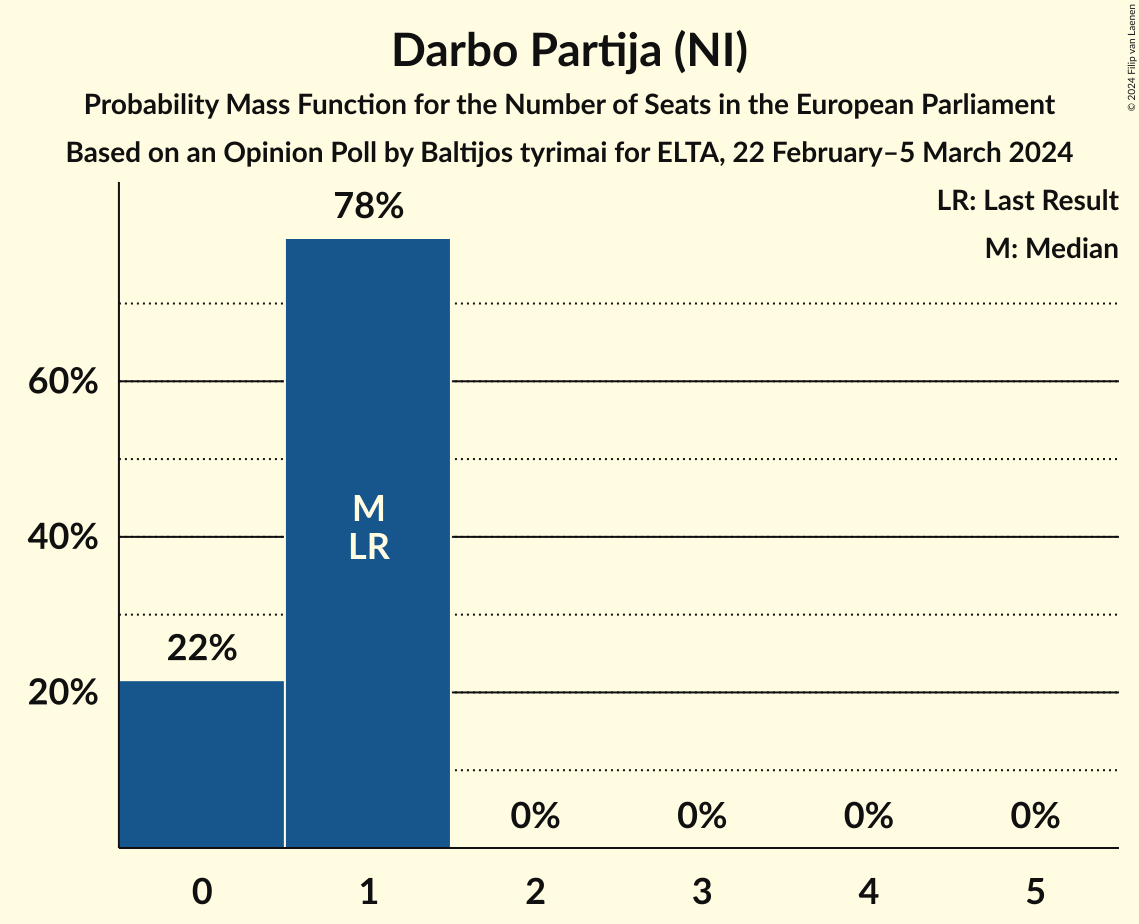 Darbo Partija (NI)
Probability Mass Function for the Number of Seats in the European Parliament
Based on an Opinion Poll by Baltijos tyrimai for ELTA, 22 February–5 March 2024
© 2024 Filip van Laenen
LR: Last Result
M: Median
78%
60%
M
40%
LR
22%
20%
0% 0% 0% 0%
0 1 2 3 4 5